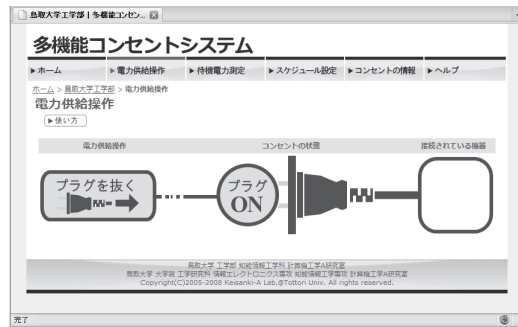 鳥取大学工学部 | 多機能コンセン...
多機能コンセントシステム
▶ホーム ▶電力供給操作 ▶待機電力測定 ▶スケジュール設定 ▶コンセントの情報 ▶ヘルプ
ホーム > 鳥取大学工学部 > 電力供給操作
電力供給操作
▶使い方
電力供給操作 コンセントの状態 接続されている機器
プラグを抜く
プラグ
ON
鳥取大学 工学部 知能情報工学科 計算機工学A研究室
鳥取大学 大学院 工学研究科 情報エレクトロニクス専攻 知能情報工学専攻 計算機工学A研究室
Copyright(C)2005-2008 Keisanki-A Lab.@Tottori Univ. All rights reserved.
完了